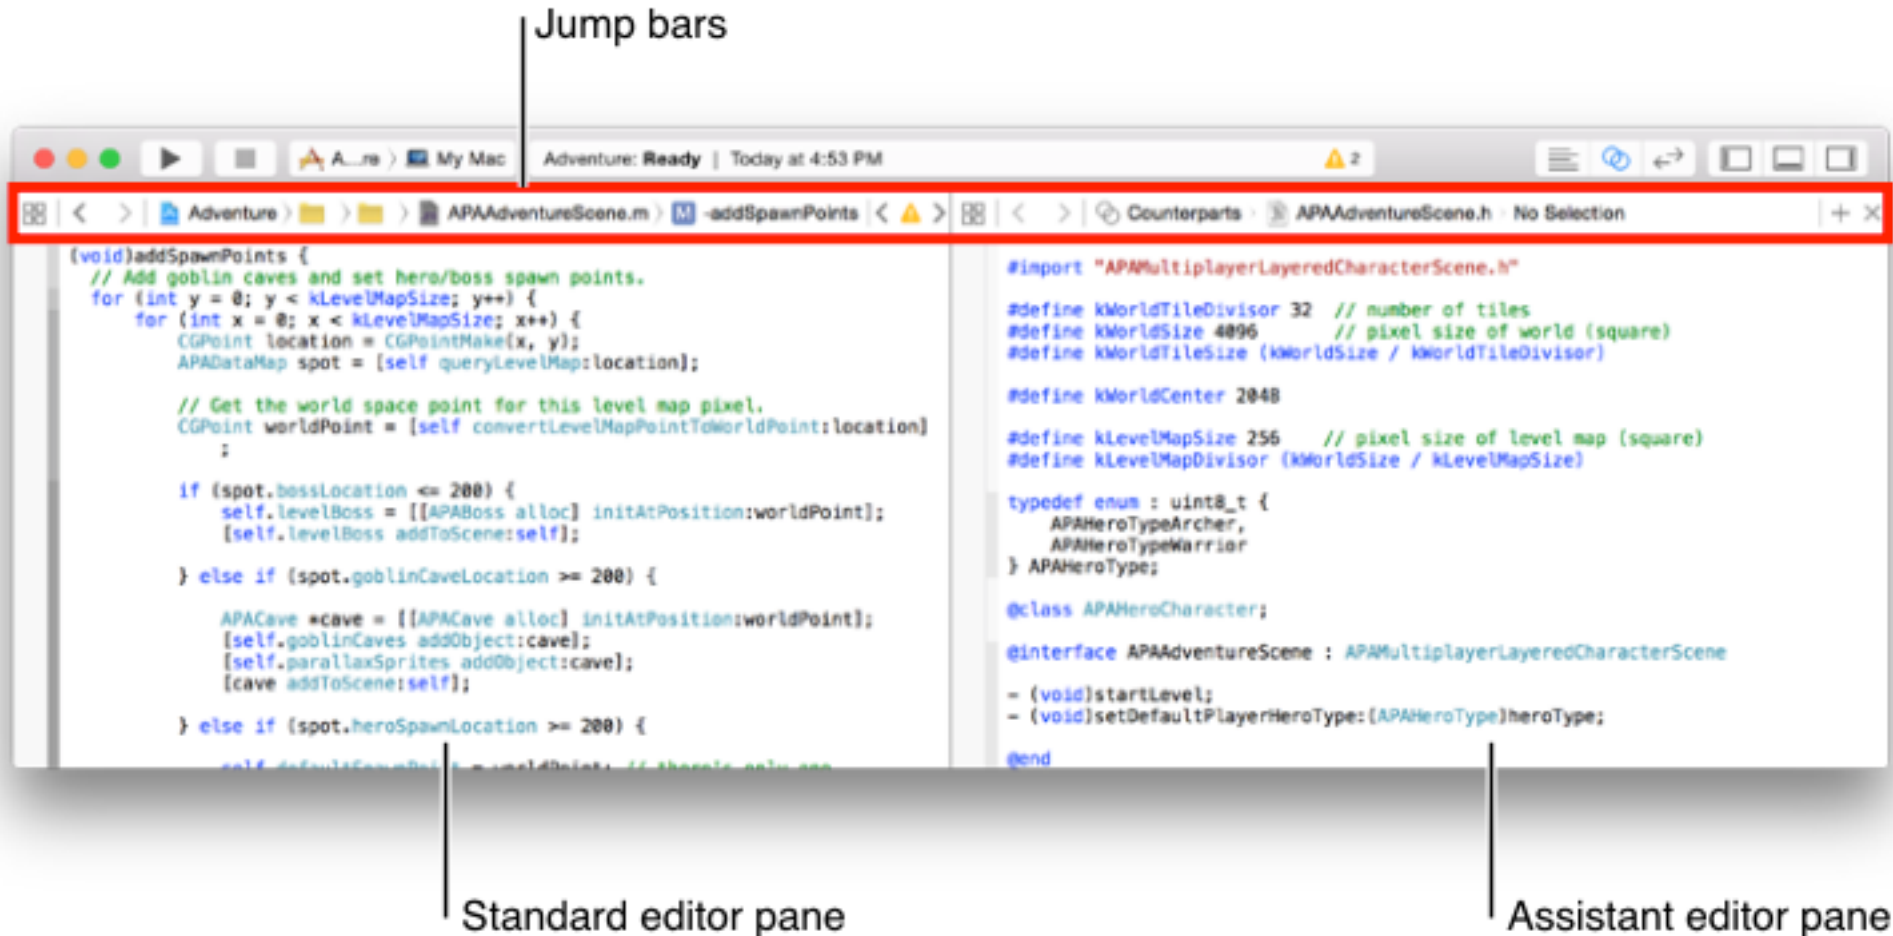 Jump bars
A...re 〉 My Mac Adventure: Ready | Today at 4:53 PM 2
Adventure 〉 〉 〉 APAAdventureScene.m 〉 M -addSpawnPoints < >
Counterparts 〉 APAAdventureScene.h 〉 No Selection + ×
(void)addSpawnPoints {
// Add goblin caves and set hero/boss spawn points.
for (int y = 0; y < kLevelMapSize; y++) {
for (int x = 0; x < kLevelMapSize; x++) {
CGPoint location = CGPointMake(x, y);
APADataMap spot = [self queryLevelMap:location];
// Get the world space point for this level map pixel.
CGPoint worldPoint = [self convertLevelMapPointToWorldPoint:location]
;
if (spot.bossLocation <= 200) {
self.levelBoss = [[APABoss alloc] initAtPosition:worldPoint];
[self.levelBoss addToScene:self];
} else if (spot.goblinCaveLocation >= 200) {
APACave *cave = [[APACave alloc] initAtPosition:worldPoint];
[self.goblinCaves addObject:cave];
[self.parallaxSprites addObject:cave];
[cave addToScene:self];
} else if (spot.heroSpawnLocation >= 200) {
self.defaultSpawnPoint = worldPoint; // there's only one
#import "APAMultiplayerLayeredCharacterScene.h"
#define kWorldTileDivisor 32 // number of tiles
#define kWorldSize 4096 // pixel size of world (square)
#define kWorldTileSize (kWorldSize / kWorldTileDivisor)
#define kWorldCenter 2048
#define kLevelMapSize 256 // pixel size of level map (square)
#define kLevelMapDivisor (kWorldSize / kLevelMapSize)
typedef enum : uint8_t {
APAHeroTypeArcher,
APAHeroTypeWarrior
} APAHeroType;
@class APAHeroCharacter;
@interface APAAdventureScene : APAMultiplayerLayeredCharacterScene
- (void)startLevel;
- (void)setDefaultPlayerHeroType:(APAHeroType)heroType;
@end
Standard editor pane
Assistant editor pane